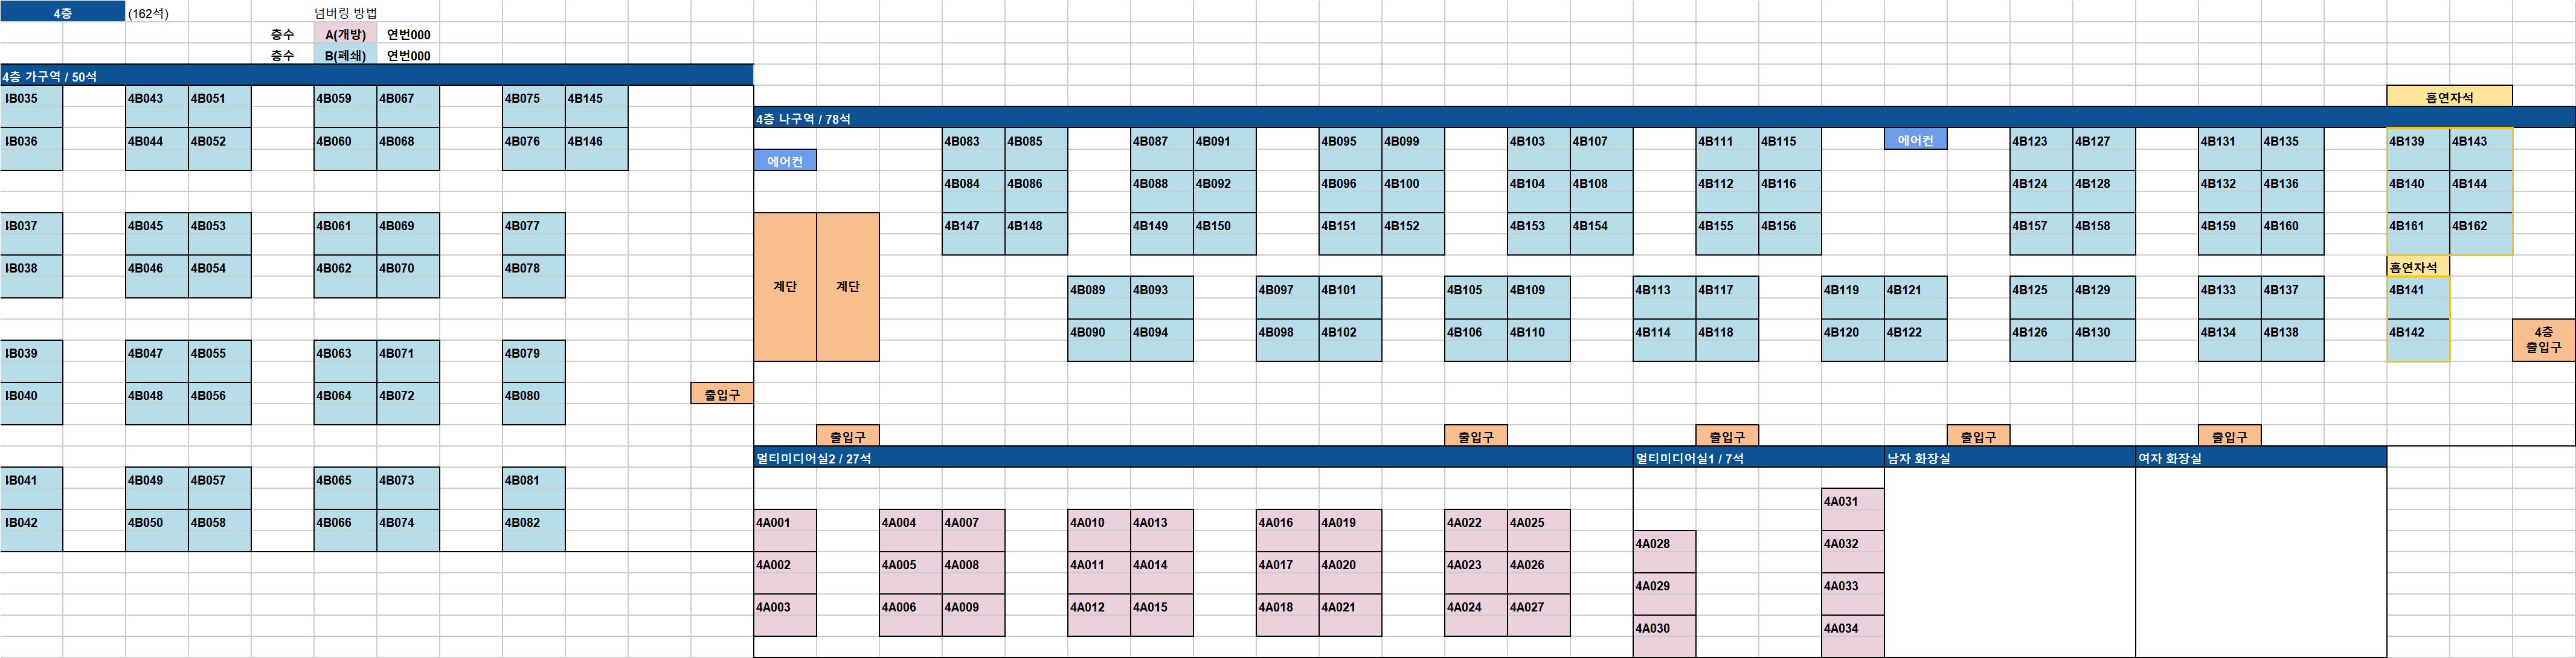 4층 (162석) 넘버링 방법
층수 A(개방) 연번000
층수 B(폐쇄) 연번000
4층 가구역 / 50석
4B035 4B043 4B051 4B059 4B067 4B075 4B145
4B036 4B044 4B052 4B060 4B068 4B076 4B146
4B037 4B045 4B053 4B061 4B069 4B077
4B038 4B046 4B054 4B062 4B070 4B078
4B039 4B047 4B055 4B063 4B071 4B079
4B040 4B048 4B056 4B064 4B072 4B080 출입구
4B041 4B049 4B057 4B065 4B073 4B081
4B042 4B050 4B058 4B066 4B074 4B082
흡연자석
4층 나구역 / 78석
4B083 4B085 4B087 4B091 4B095 4B099 4B103 4B107 4B111 4B115 에어컨 4B123 4B127 4B131 4B135 4B139 4B143
에어컨
4B084 4B086 4B088 4B092 4B096 4B100 4B104 4B108 4B112 4B116 4B124 4B128 4B132 4B136 4B140 4B144
4B147 4B148 4B149 4B150 4B151 4B152 4B153 4B154 4B155 4B156 4B157 4B158 4B159 4B160 4B161 4B162
흡연자석
계단 계단 4B089 4B093 4B097 4B101 4B105 4B109 4B113 4B117 4B119 4B121 4B125 4B129 4B133 4B137 4B141
4B090 4B094 4B098 4B102 4B106 4B110 4B114 4B118 4B120 4B122 4B126 4B130 4B134 4B138 4B142 4층
출입구
출입구 출입구 출입구 출입구 출입구
멀티미디어실2 / 27석 멀티미디어실1 / 7석 남자 화장실 여자 화장실
4A001 4A004 4A007 4A010 4A013 4A016 4A019 4A022 4A025
4A002 4A005 4A008 4A011 4A014 4A017 4A020 4A023 4A026
4A003 4A006 4A009 4A012 4A015 4A018 4A021 4A024 4A027
4A031
4A028 4A032
4A029 4A033
4A030 4A034